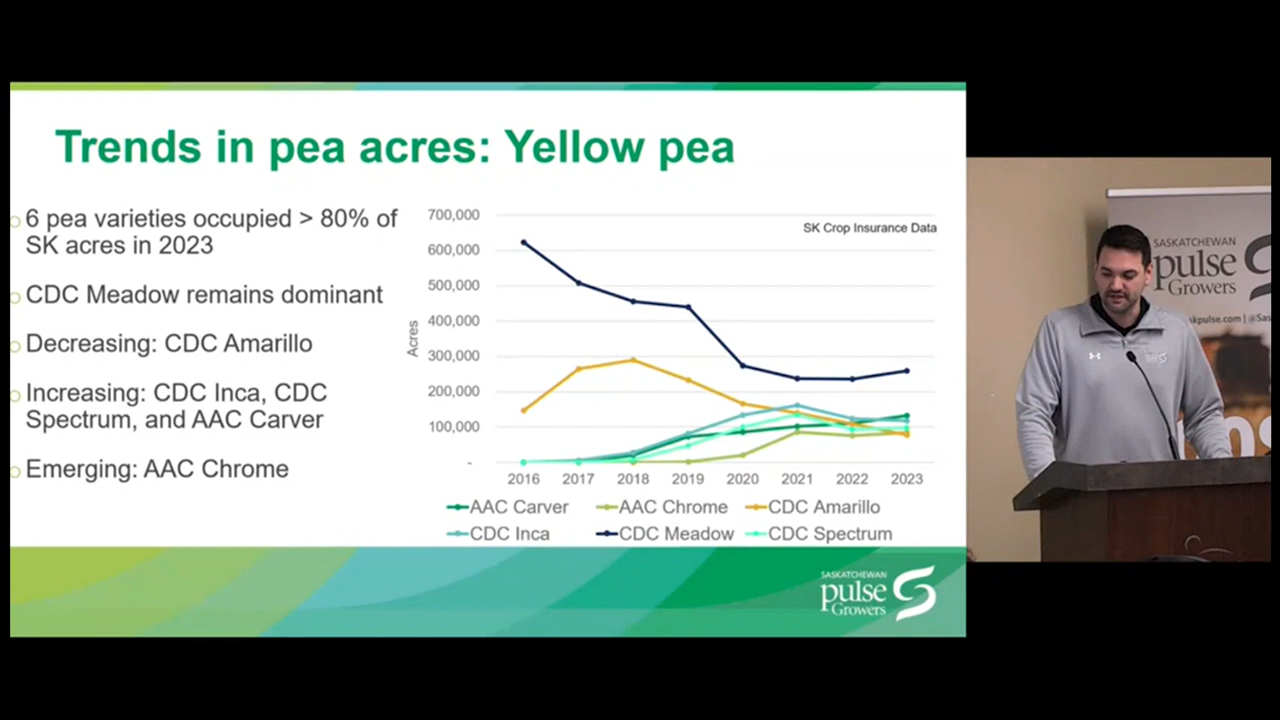 Trends in pea acres: Yellow pea
6 pea varieties occupied > 80% of
SK acres in 2023
CDC Meadow remains dominant
Decreasing: CDC Amarillo
Increasing: CDC Inca, CDC
Spectrum, and AAC Carver
Emerging: AAC Chrome
SK Crop Insurance Data
Acres
700,000
600,000
500,000
400,000
300,000
200,000
100,000
-
2016 2017 2018 2019 2020 2021 2022 2023
AAC Carver AAC Chrome CDC Amarillo
CDC Inca CDC Meadow CDC Spectrum
SASKATCHEWAN
pulse
Growers
SASKATCHEWAN
pulse
Growers
skpulse.com |